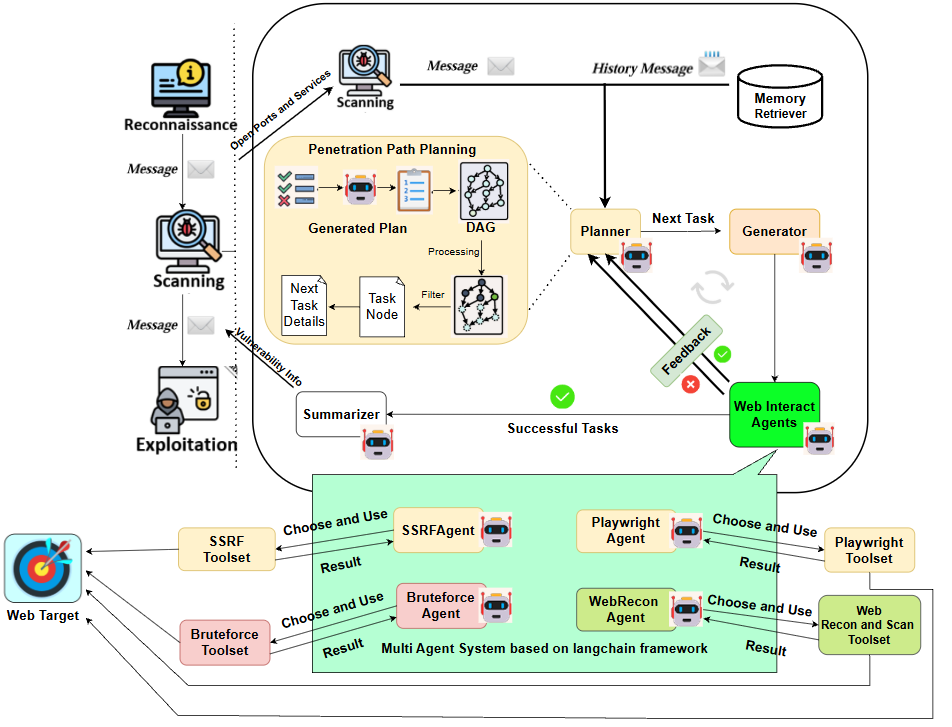 Reconnaissance
Message
Scanning
Message
Exploitation
Open Ports and Services
Scanning
Message
History Message
Memory
Retriever
Penetration Path Planning
1
2
3
Generated Plan
DAG
Processing
Filter
Task
Node
Next
Task
Details
Planner
Next Task
Generator
Feedback
Web Interact
Agents
Successful Tasks
Summarizer
Vulnerability Info
Web Target
SSRF
Toolset
Choose and Use
Result
SSRFAgent
Playwright
Agent
Choose and Use
Result
Playwright
Toolset
Bruteforce
Toolset
Choose and Use
Result
Bruteforce
Agent
WebRecon
Agent
Choose and Use
Result
Web
Recon and Scan
Toolset
Multi Agent System based on langchain framework